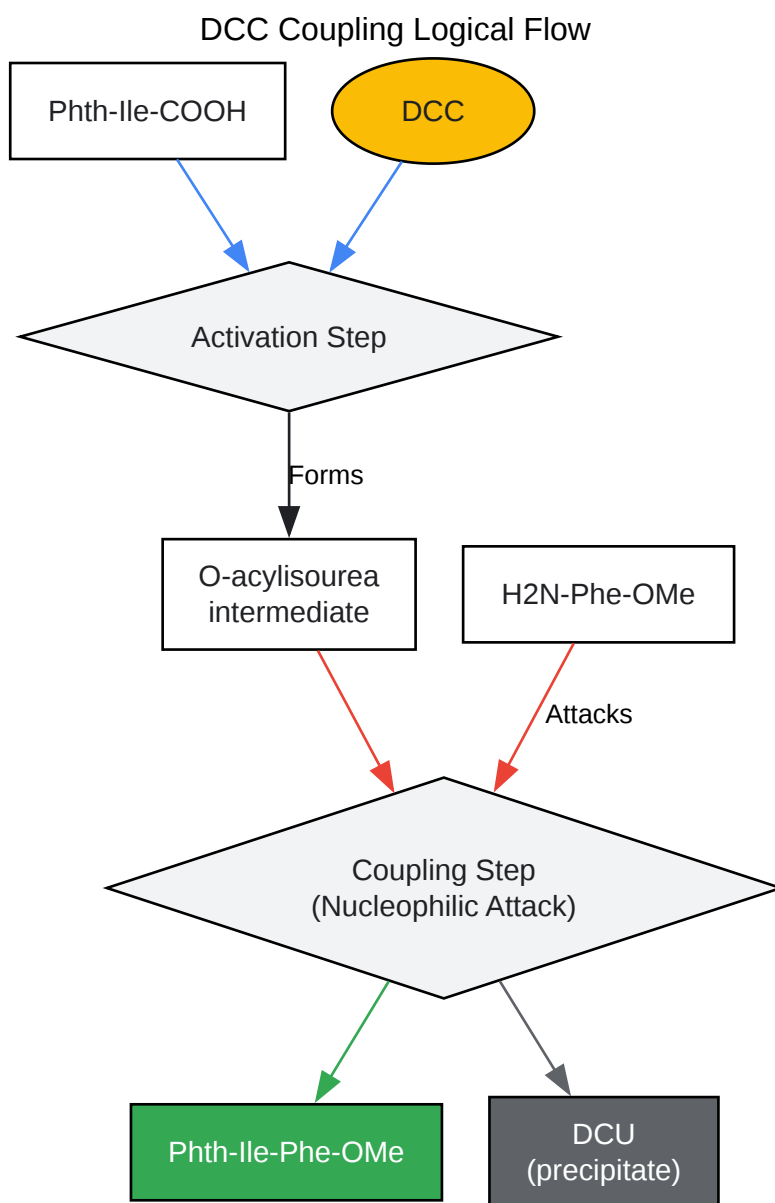 DCC Coupling Logical Flow
Phth-Ile-COOH
DCC
Activation Step
Forms
O-acylisourea
intermediate
H2N-Phe-OMe
Attacks
Coupling Step
(Nucleophilic Attack)
Phth-Ile-Phe-OMe
DCU
(precipitate)